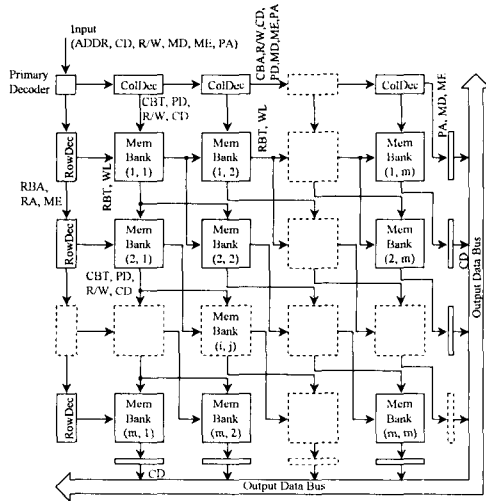 Input
(ADDR, CD, R/W, MD, ME, PA)
CBA,R/W,CD,
PD,MD,ME,PA
Primary
Decoder
ColDec
ColDec
ColDec
PA, MD, ME
CBT, PD,
R/W, CD
RBT, WL
RowDec
Mem
Bank
(1, 1)
Mem
Bank
(1, 2)
Mem
Bank
(1, m)
RBA,
RA, ME
RBT, WL
RowDec
Mem
Bank
(2, 1)
Mem
Bank
(2, 2)
Mem
Bank
(2, m)
CD
Output Data Bus
CBT, PD,
R/W, CD
Mem
Bank
(i, j)
RowDec
Mem
Bank
(m, 1)
Mem
Bank
(m, 2)
Mem
Bank
(m, m)
CD
Output Data Bus